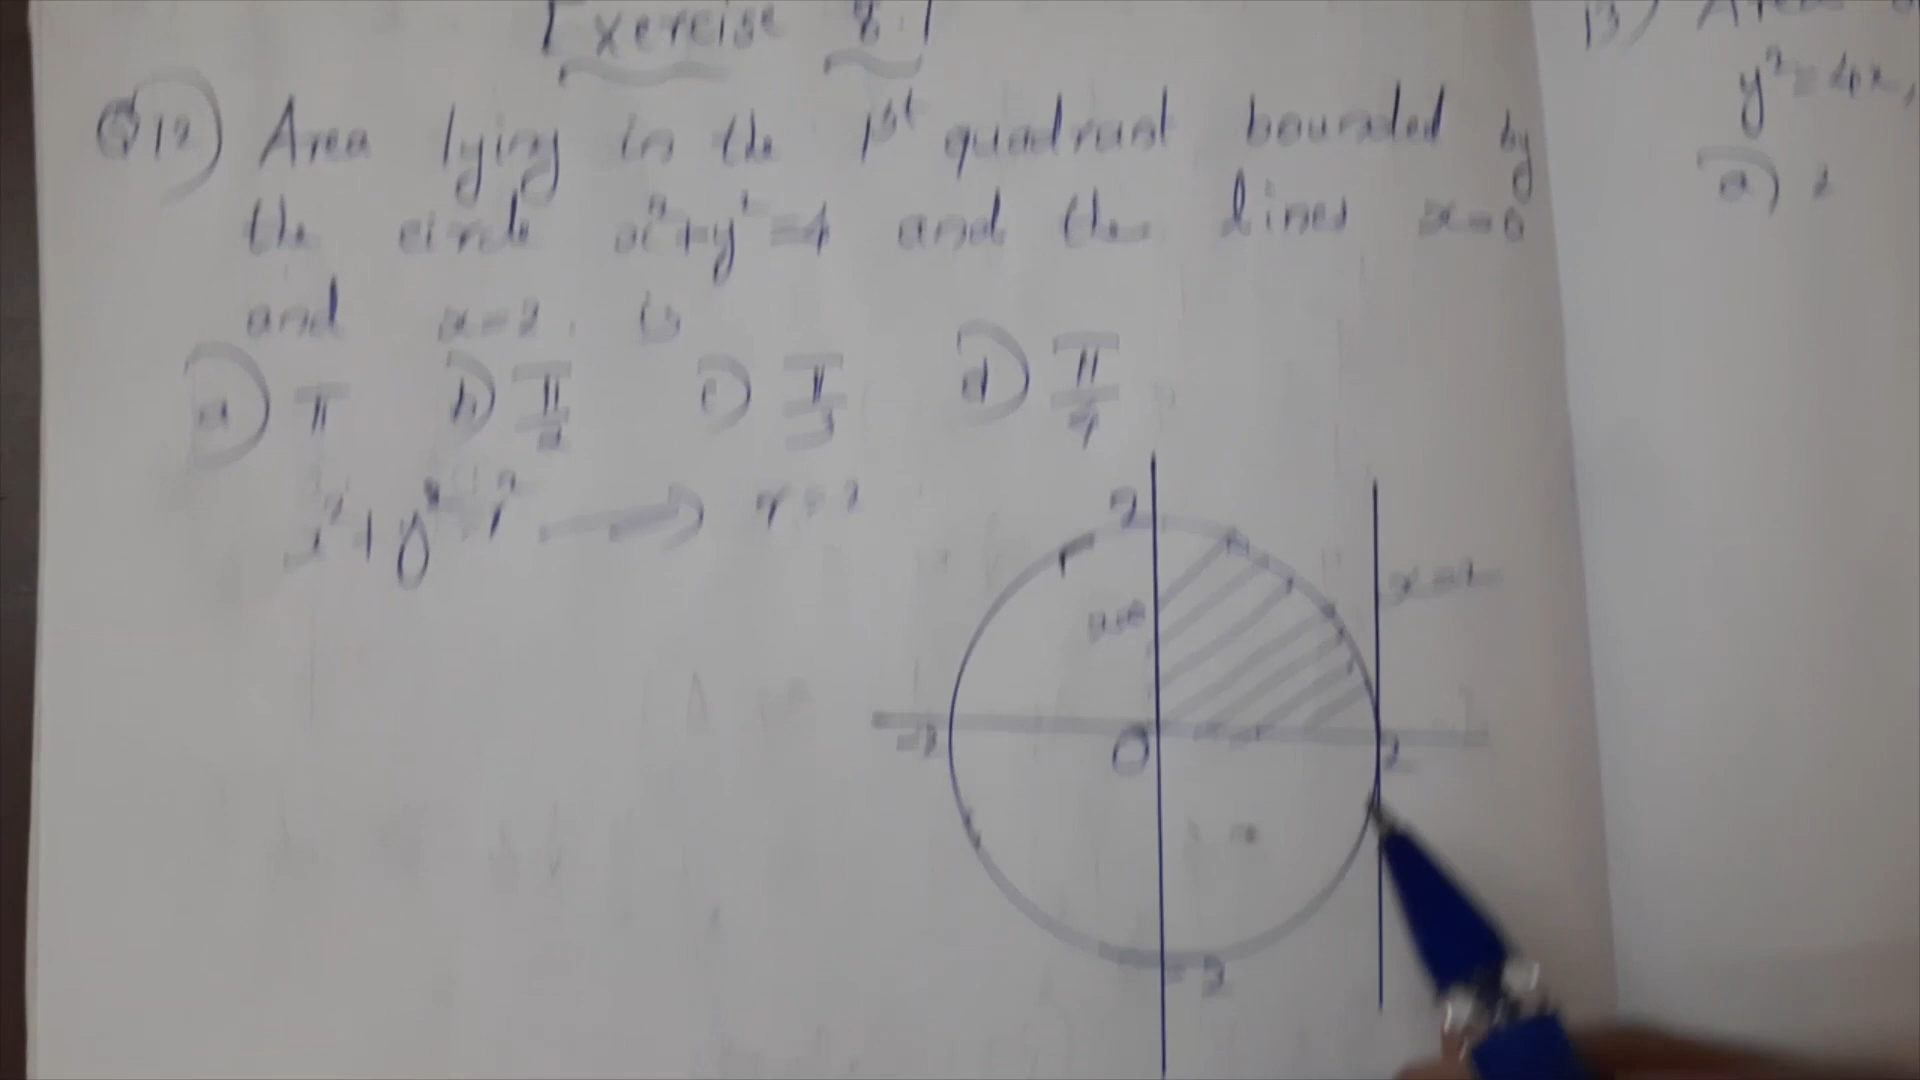 Exercise 8.1
Q12) Area lying in the 1st quadrant bounded by
the circle x²+y²=4 and the lines x=0
and x=2 is
a) π b) π/2 c) π/3 d) π/4
x²+y²=r² → r=2
2
x=0
x=2
-2
O
2
-2
13) Area
y²=4x,
a) 2